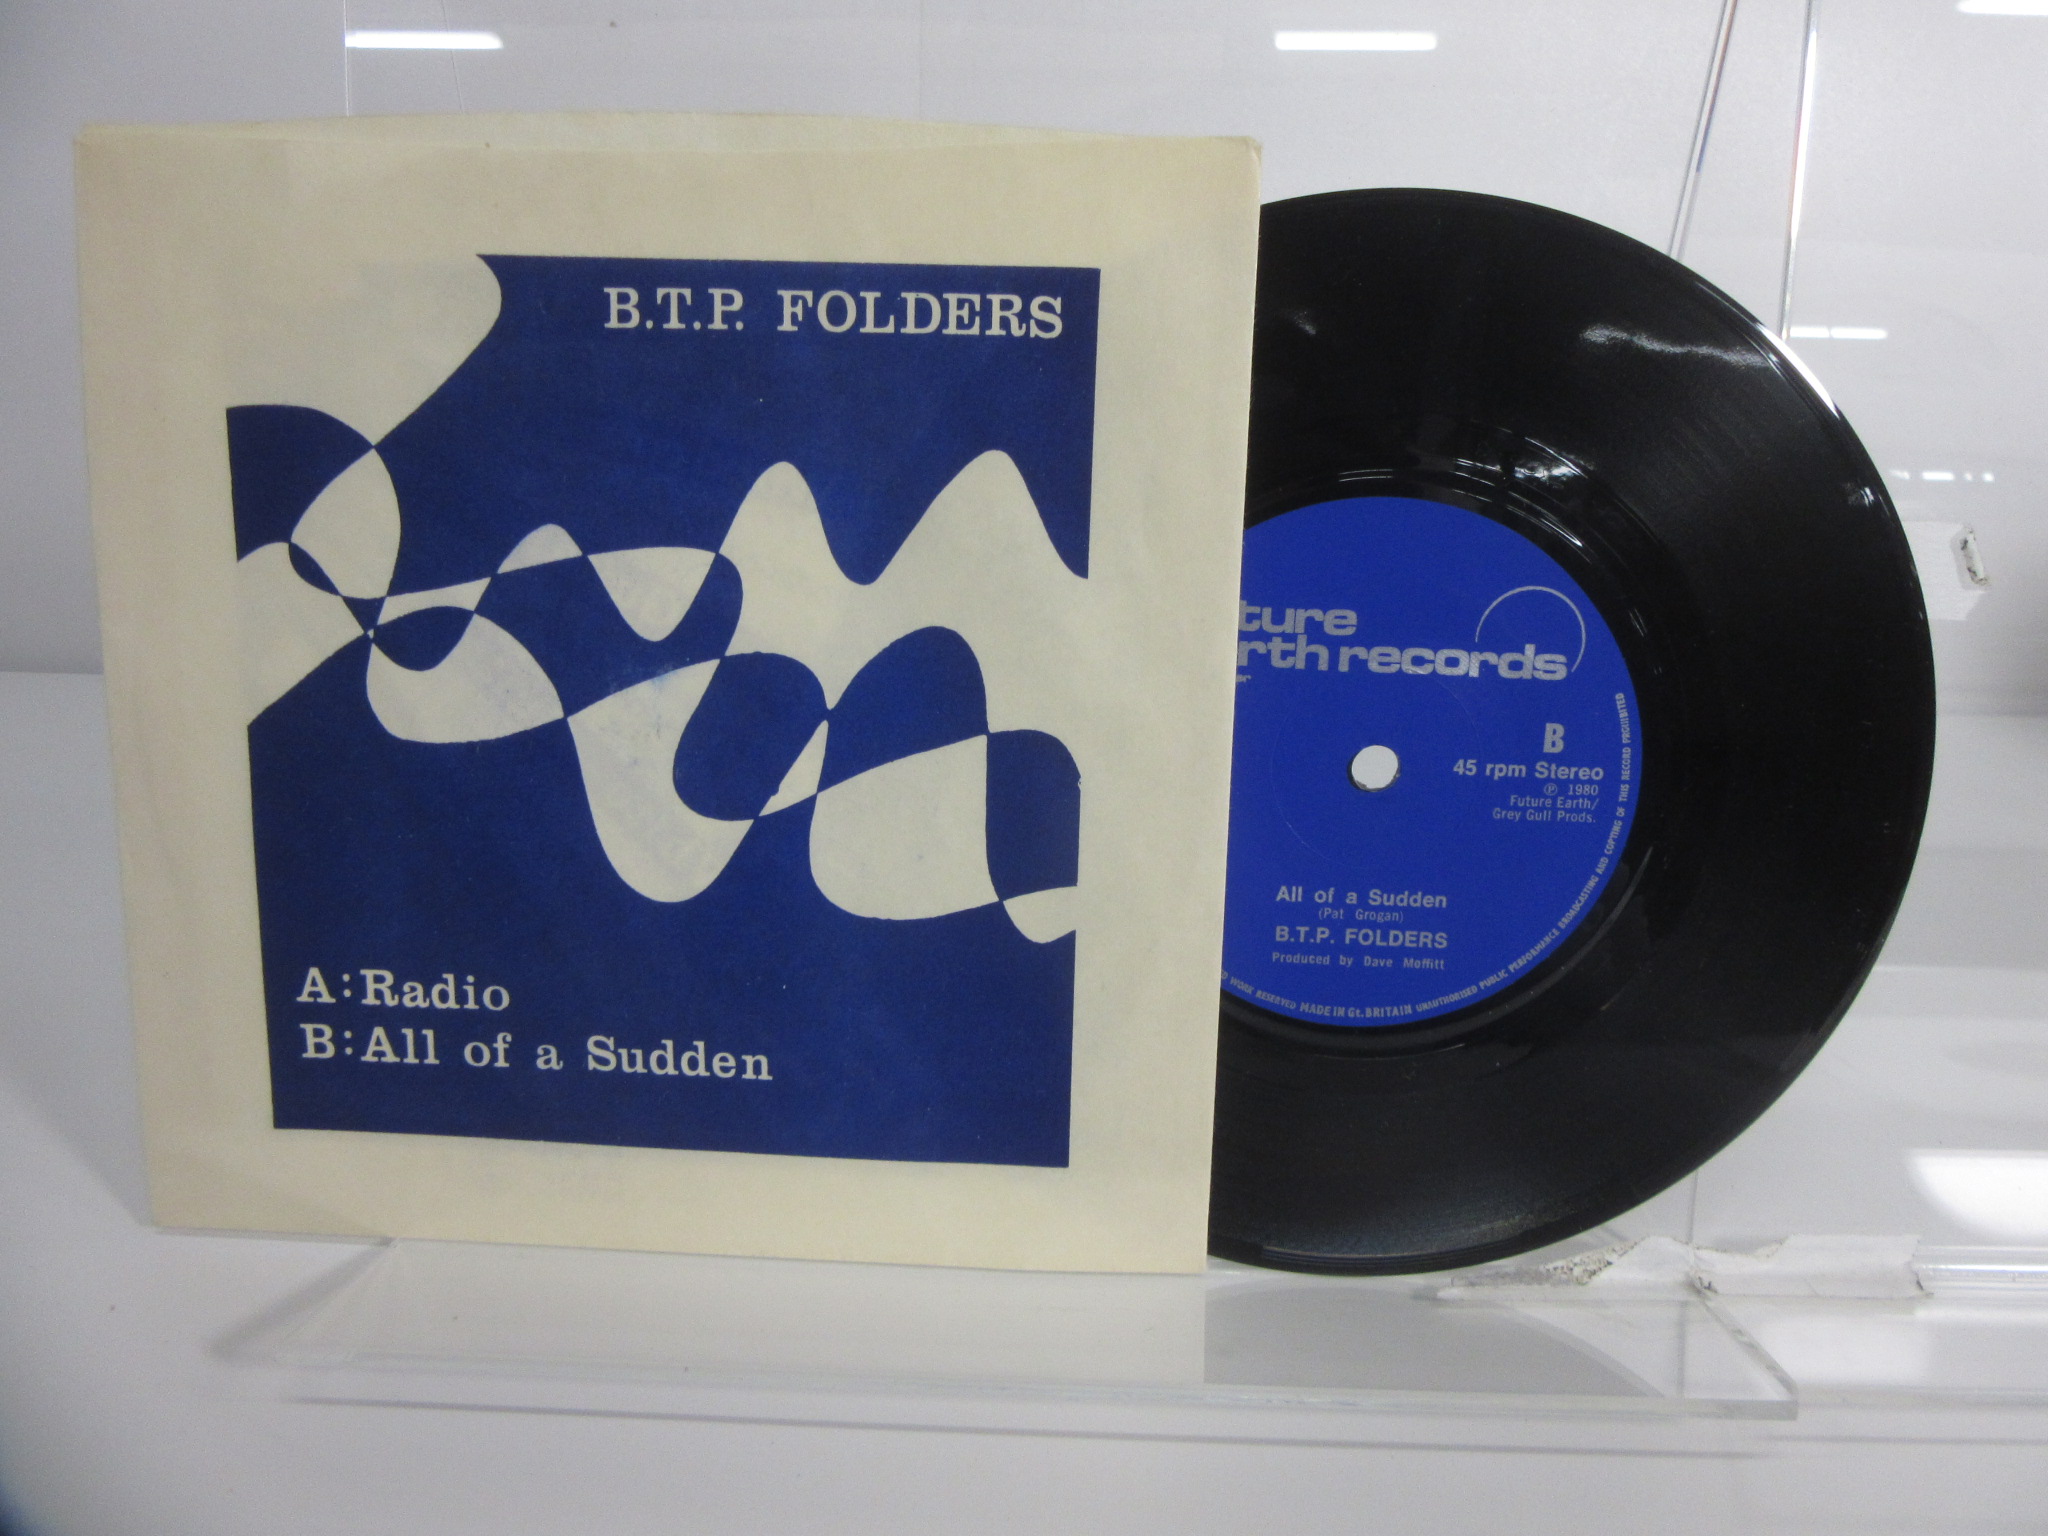 B.T.P. FOLDERS
A:Radio
B:All of a Sudden
ture
rth records
B
45 rpm Stereo
℗ 1980
Future Earth/
Grey Gull Prods.
All of a Sudden
(Pat Grogan)
B.T.P. FOLDERS
Produced by Dave Moffitt
D WORK RESERVED MADE IN Gt. BRITAIN UNAUTHORISED PUBLIC PERFORMANCE BROADCASTING AND COPYING OF THIS RECORD PROHIBITED